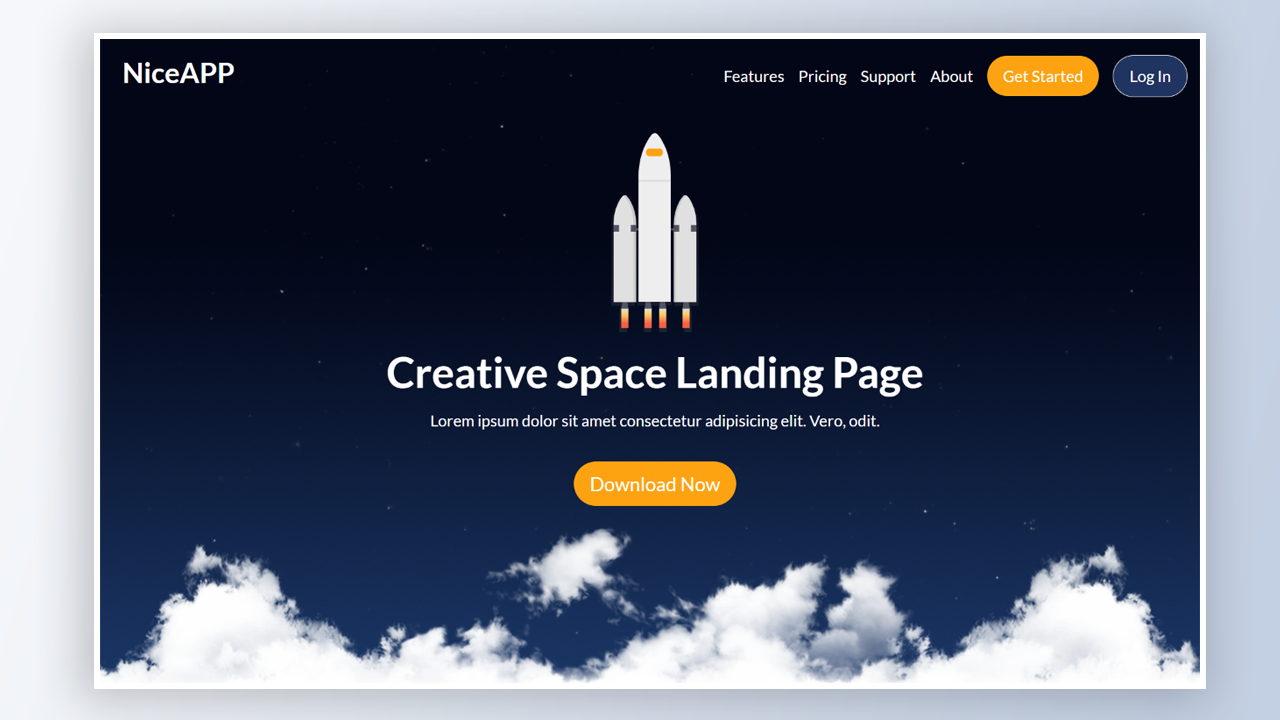 NiceAPP
Features Pricing Support About Get Started Log In
Creative Space Landing Page
Lorem ipsum dolor sit amet consectetur adipisicing elit. Vero, odit.
Download Now